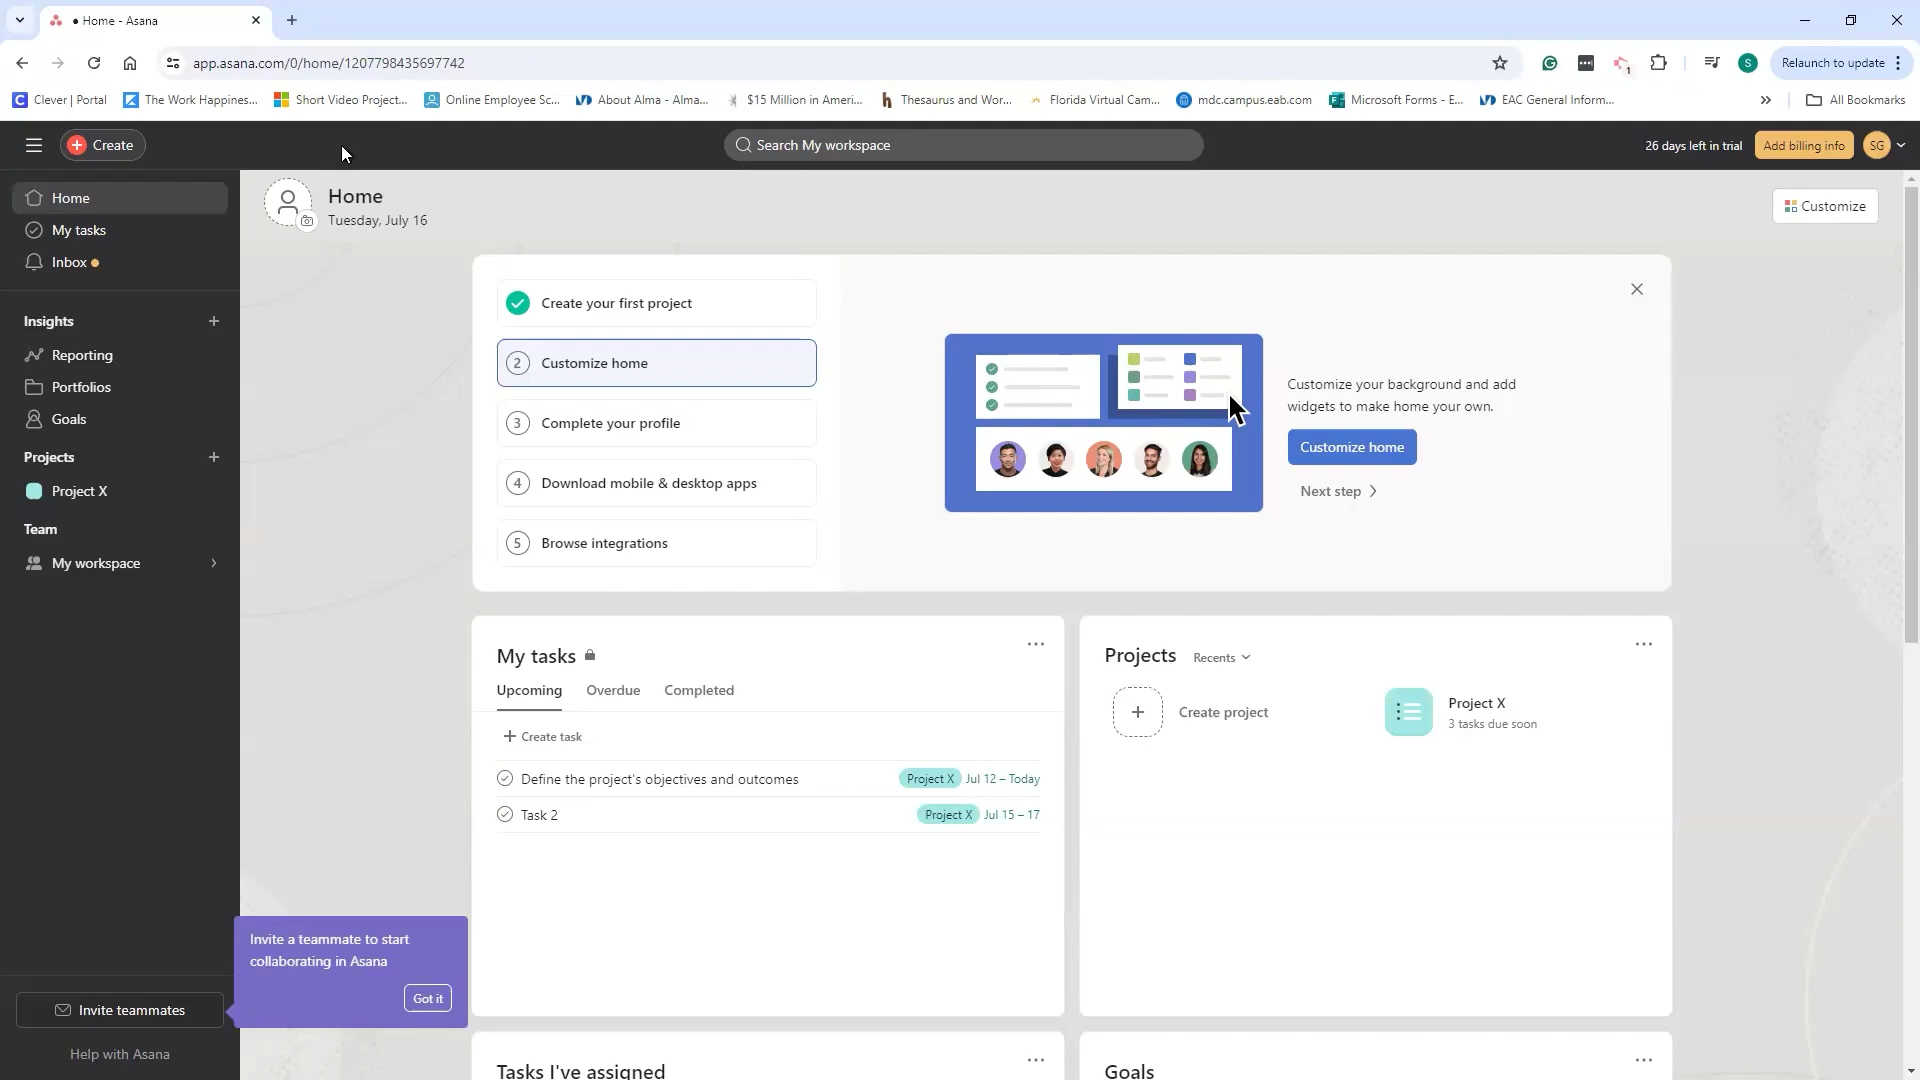 ● Home - Asana
app.asana.com/0/home/1207798435697742
1
S
Relaunch to update
Clever | Portal
The Work Happines...
Short Video Project...
Online Employee Sc...
About Alma - Alma...
$15 Million in Ameri...
Thesaurus and Wor...
Florida Virtual Cam...
mdc.campus.eab.com
Microsoft Forms - E...
EAC General Inform...
All Bookmarks
Create
Search My workspace
26 days left in trial
Add billing info
SG
Home
My tasks
Inbox
Insights
Reporting
Portfolios
Goals
Projects
Project X
Team
My workspace
Invite teammates
Help with Asana
Invite a teammate to start
collaborating in Asana
Got it
Home
Tuesday, July 16
Customize
Create your first project
2 Customize home
3 Complete your profile
4 Download mobile & desktop apps
5 Browse integrations
Customize your background and add
widgets to make home your own.
Customize home
Next step
My tasks
Upcoming Overdue Completed
+ Create task
Define the project's objectives and outcomes Project X Jul 12 – Today
Task 2 Project X Jul 15 – 17
Projects Recents
Create project
Project X
3 tasks due soon
Tasks I've assigned
Goals